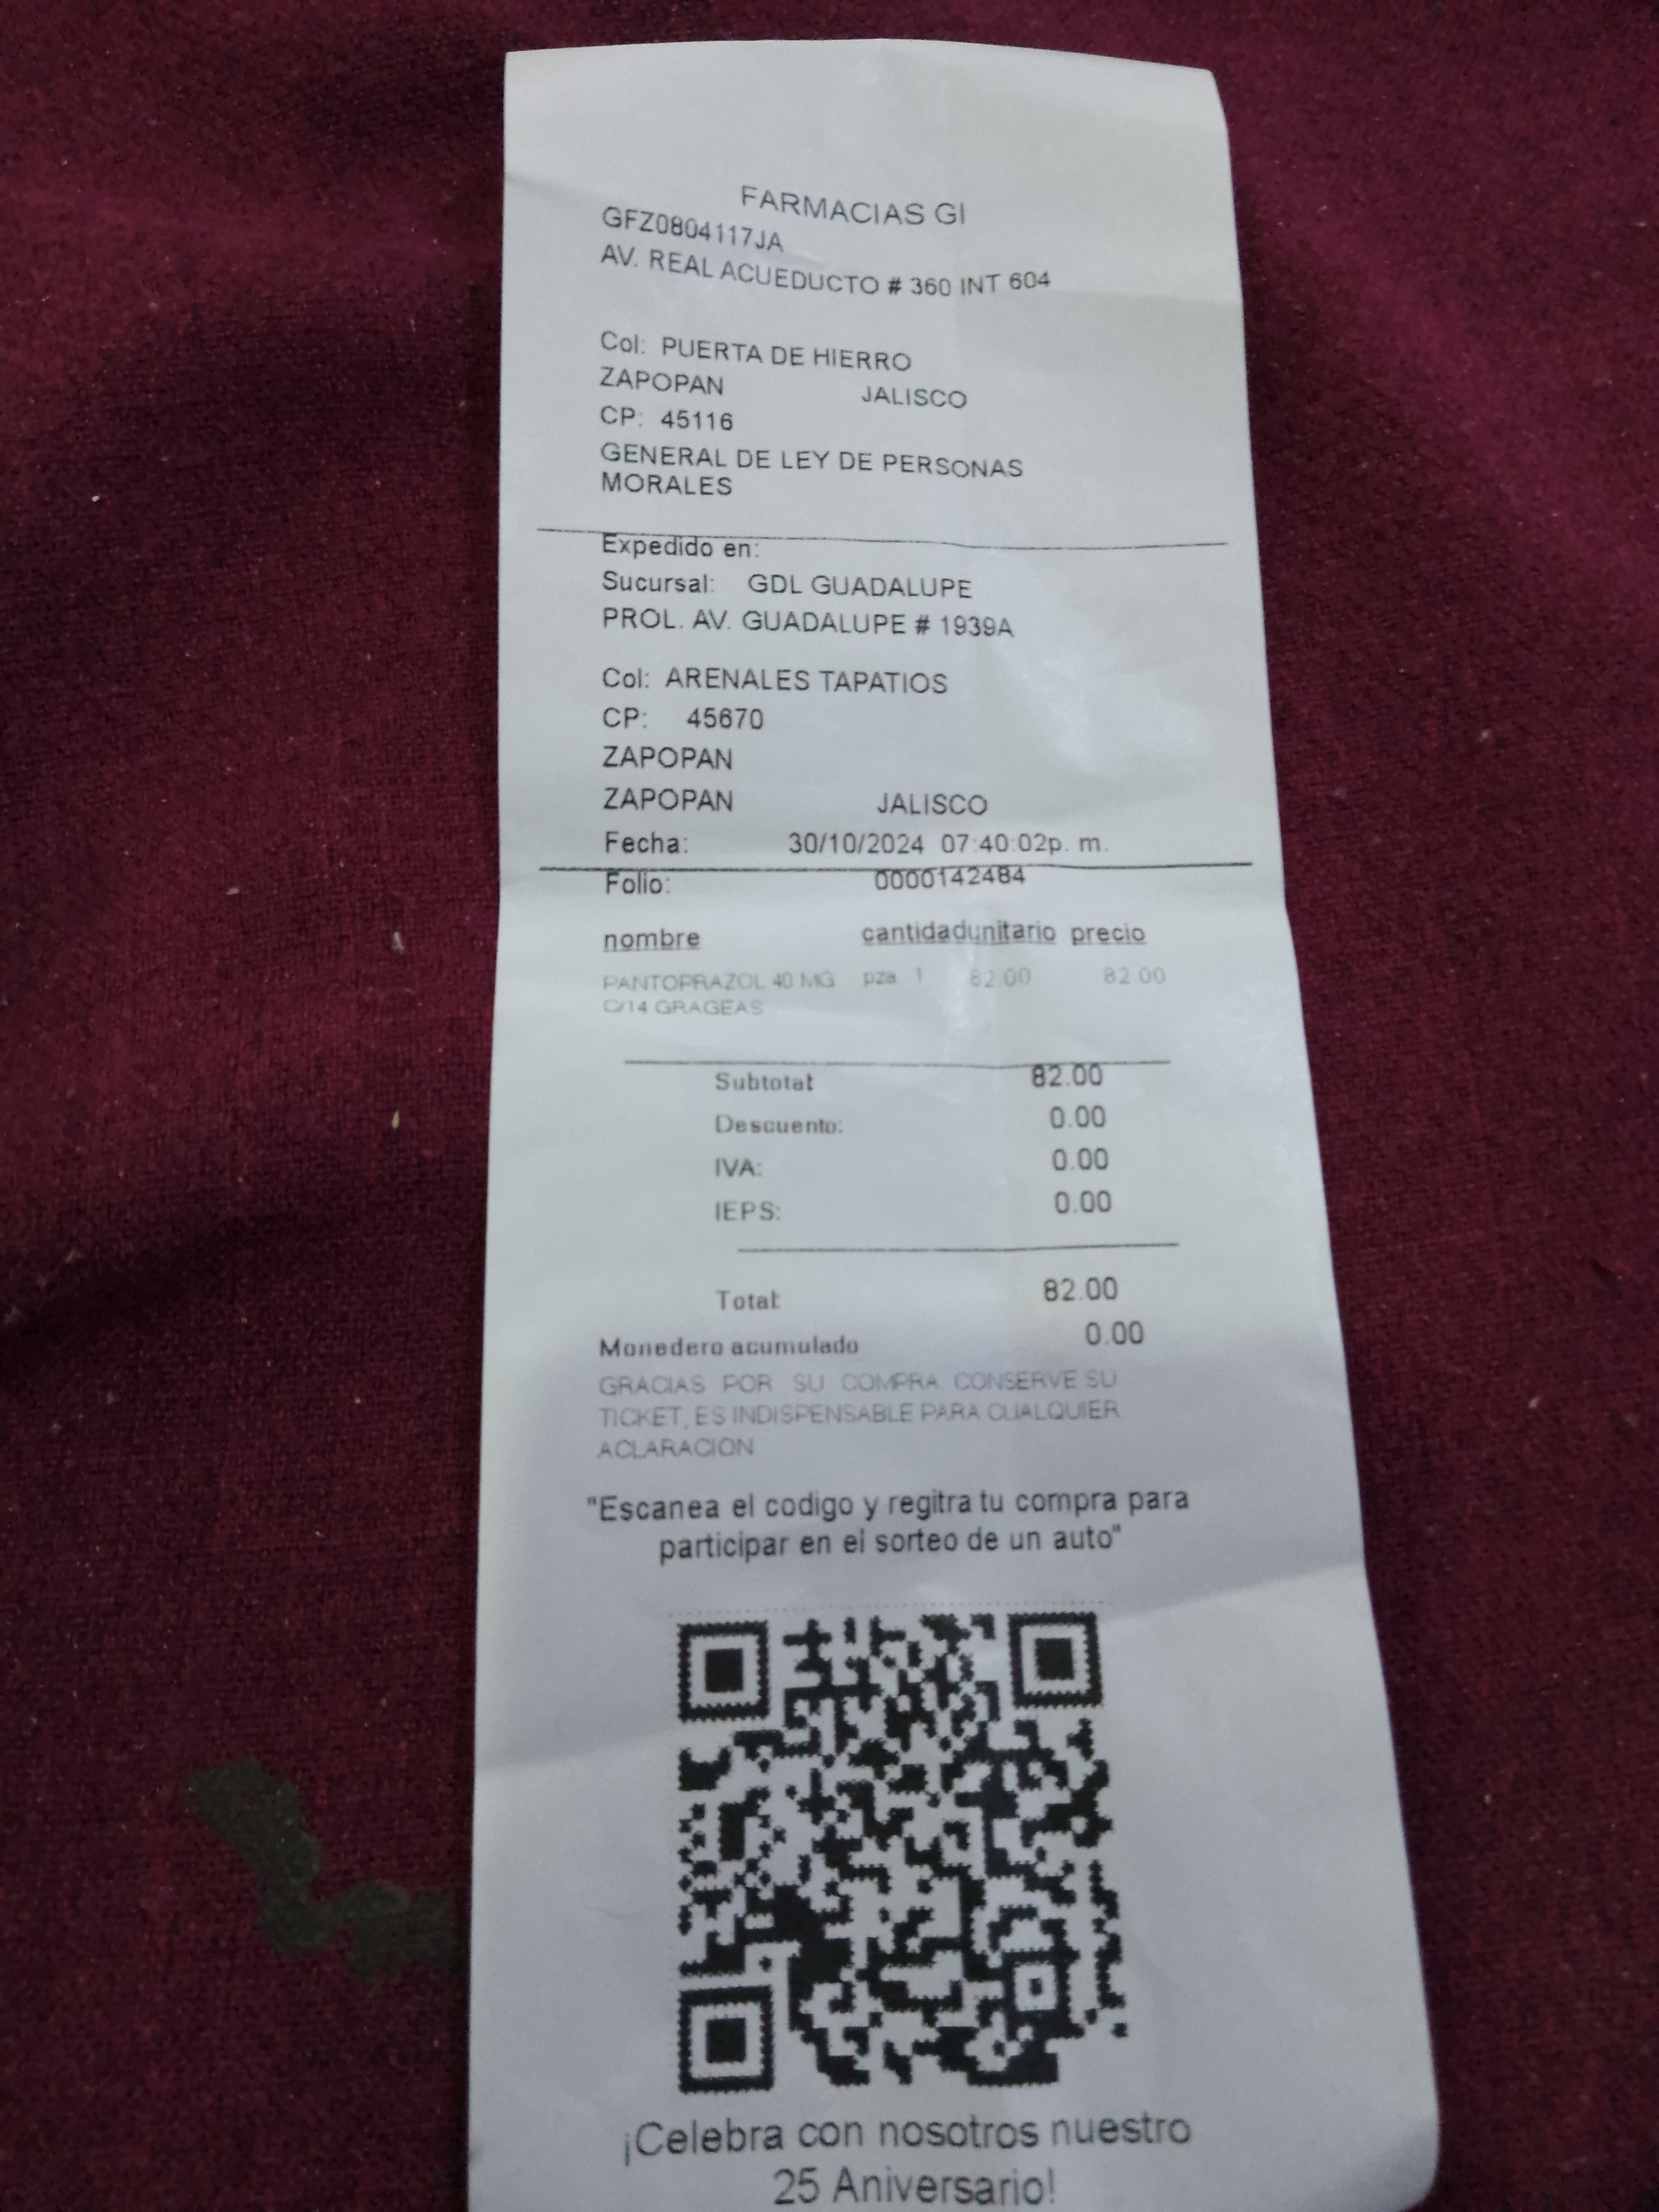 FARMACIAS GI
GFZ0804117JA
AV. REAL ACUEDUCTO # 360 INT 604
Col: PUERTA DE HIERRO
ZAPOPAN JALISCO
CP: 45116
GENERAL DE LEY DE PERSONAS
MORALES
Expedido en:
Sucursal: GDL GUADALUPE
PROL. AV. GUADALUPE # 1939A
Col: ARENALES TAPATIOS
CP: 45670
ZAPOPAN
ZAPOPAN JALISCO
Fecha: 30/10/2024 07:40:02p. m.
Folio: 0000142484
nombre cantidadunitario precio
PANTOPRAZOL 40 MG pza 1 82.00 82.00
C/14 GRAGEAS
Subtotal: 82.00
Descuento: 0.00
IVA: 0.00
IEPS: 0.00
Total: 82.00
Monedero acumulado 0.00
GRACIAS POR SU COMPRA. CONSERVE SU
TICKET, ES INDISPENSABLE PARA CUALQUIER
ACLARACION
"Escanea el codigo y regitra tu compra para
participar en el sorteo de un auto"
¡Celebra con nosotros nuestro
25 Aniversario!